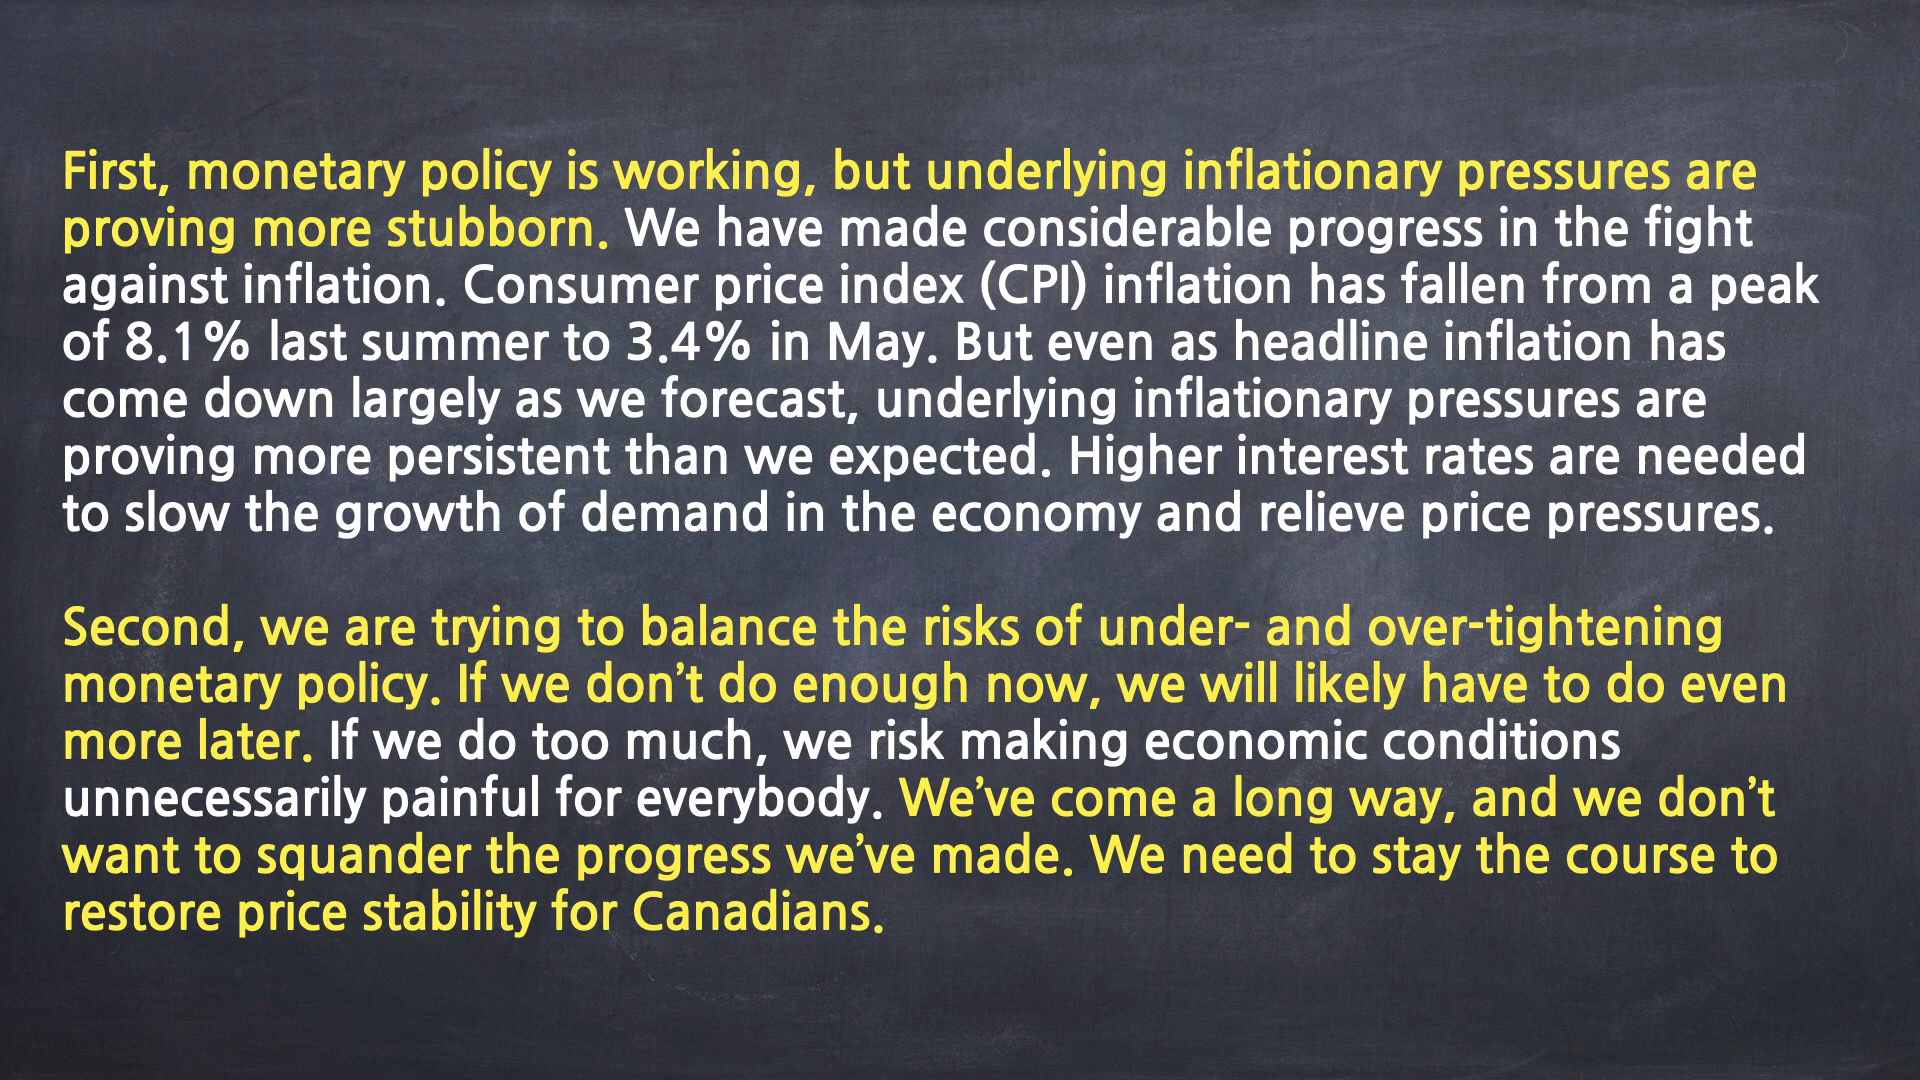 First, monetary policy is working, but underlying inflationary pressures are
proving more stubborn. We have made considerable progress in the fight
against inflation. Consumer price index (CPI) inflation has fallen from a peak
of 8.1% last summer to 3.4% in May. But even as headline inflation has
come down largely as we forecast, underlying inflationary pressures are
proving more persistent than we expected. Higher interest rates are needed
to slow the growth of demand in the economy and relieve price pressures.
Second, we are trying to balance the risks of under- and over-tightening
monetary policy. If we don’t do enough now, we will likely have to do even
more later. If we do too much, we risk making economic conditions
unnecessarily painful for everybody. We’ve come a long way, and we don’t
want to squander the progress we’ve made. We need to stay the course to
restore price stability for Canadians.